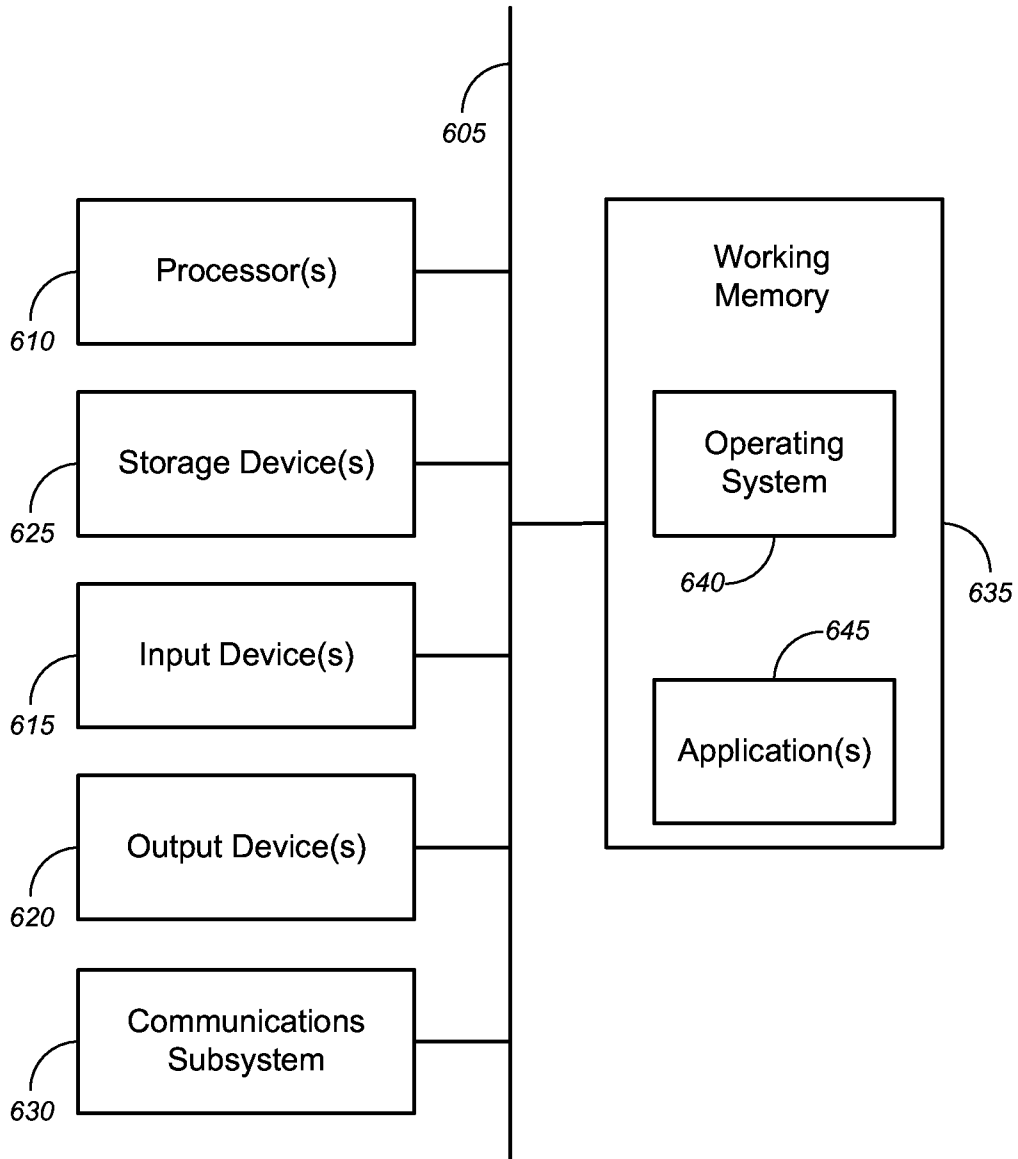 605
Processor(s)
610
Storage Device(s)
625
Input Device(s)
615
Output Device(s)
620
Communications
Subsystem
630
Working
Memory
Operating
System
640
635
645
Application(s)